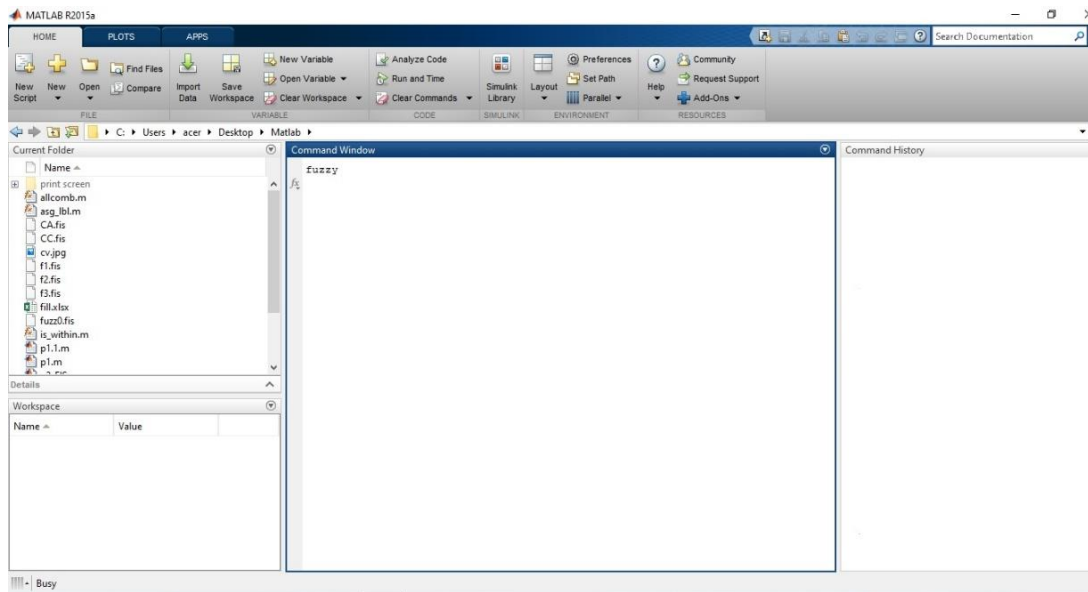 MATLAB R2015a
HOME PLOTS APPS
Search Documentation
New Script
New
Open
Find Files
Compare
Import Data
Save Workspace
New Variable
Open Variable
Clear Workspace
Analyze Code
Run and Time
Clear Commands
Simulink Library
Layout
Preferences
Set Path
Parallel
Help
Community
Request Support
Add-Ons
FILE VARIABLE CODE SIMULINK ENVIRONMENT RESOURCES
C: Users acer Desktop Matlab
Current Folder
Name
print screen
allcomb.m
asg_lbl.m
CA.fis
CC.fis
cv.jpg
f1.fis
f2.fis
f3.fis
fill.xlsx
fuzz0.fis
is_within.m
p1.1.m
p1.m
Details
Workspace
Name Value
Command Window
fuzzy
fx
Command History
Busy